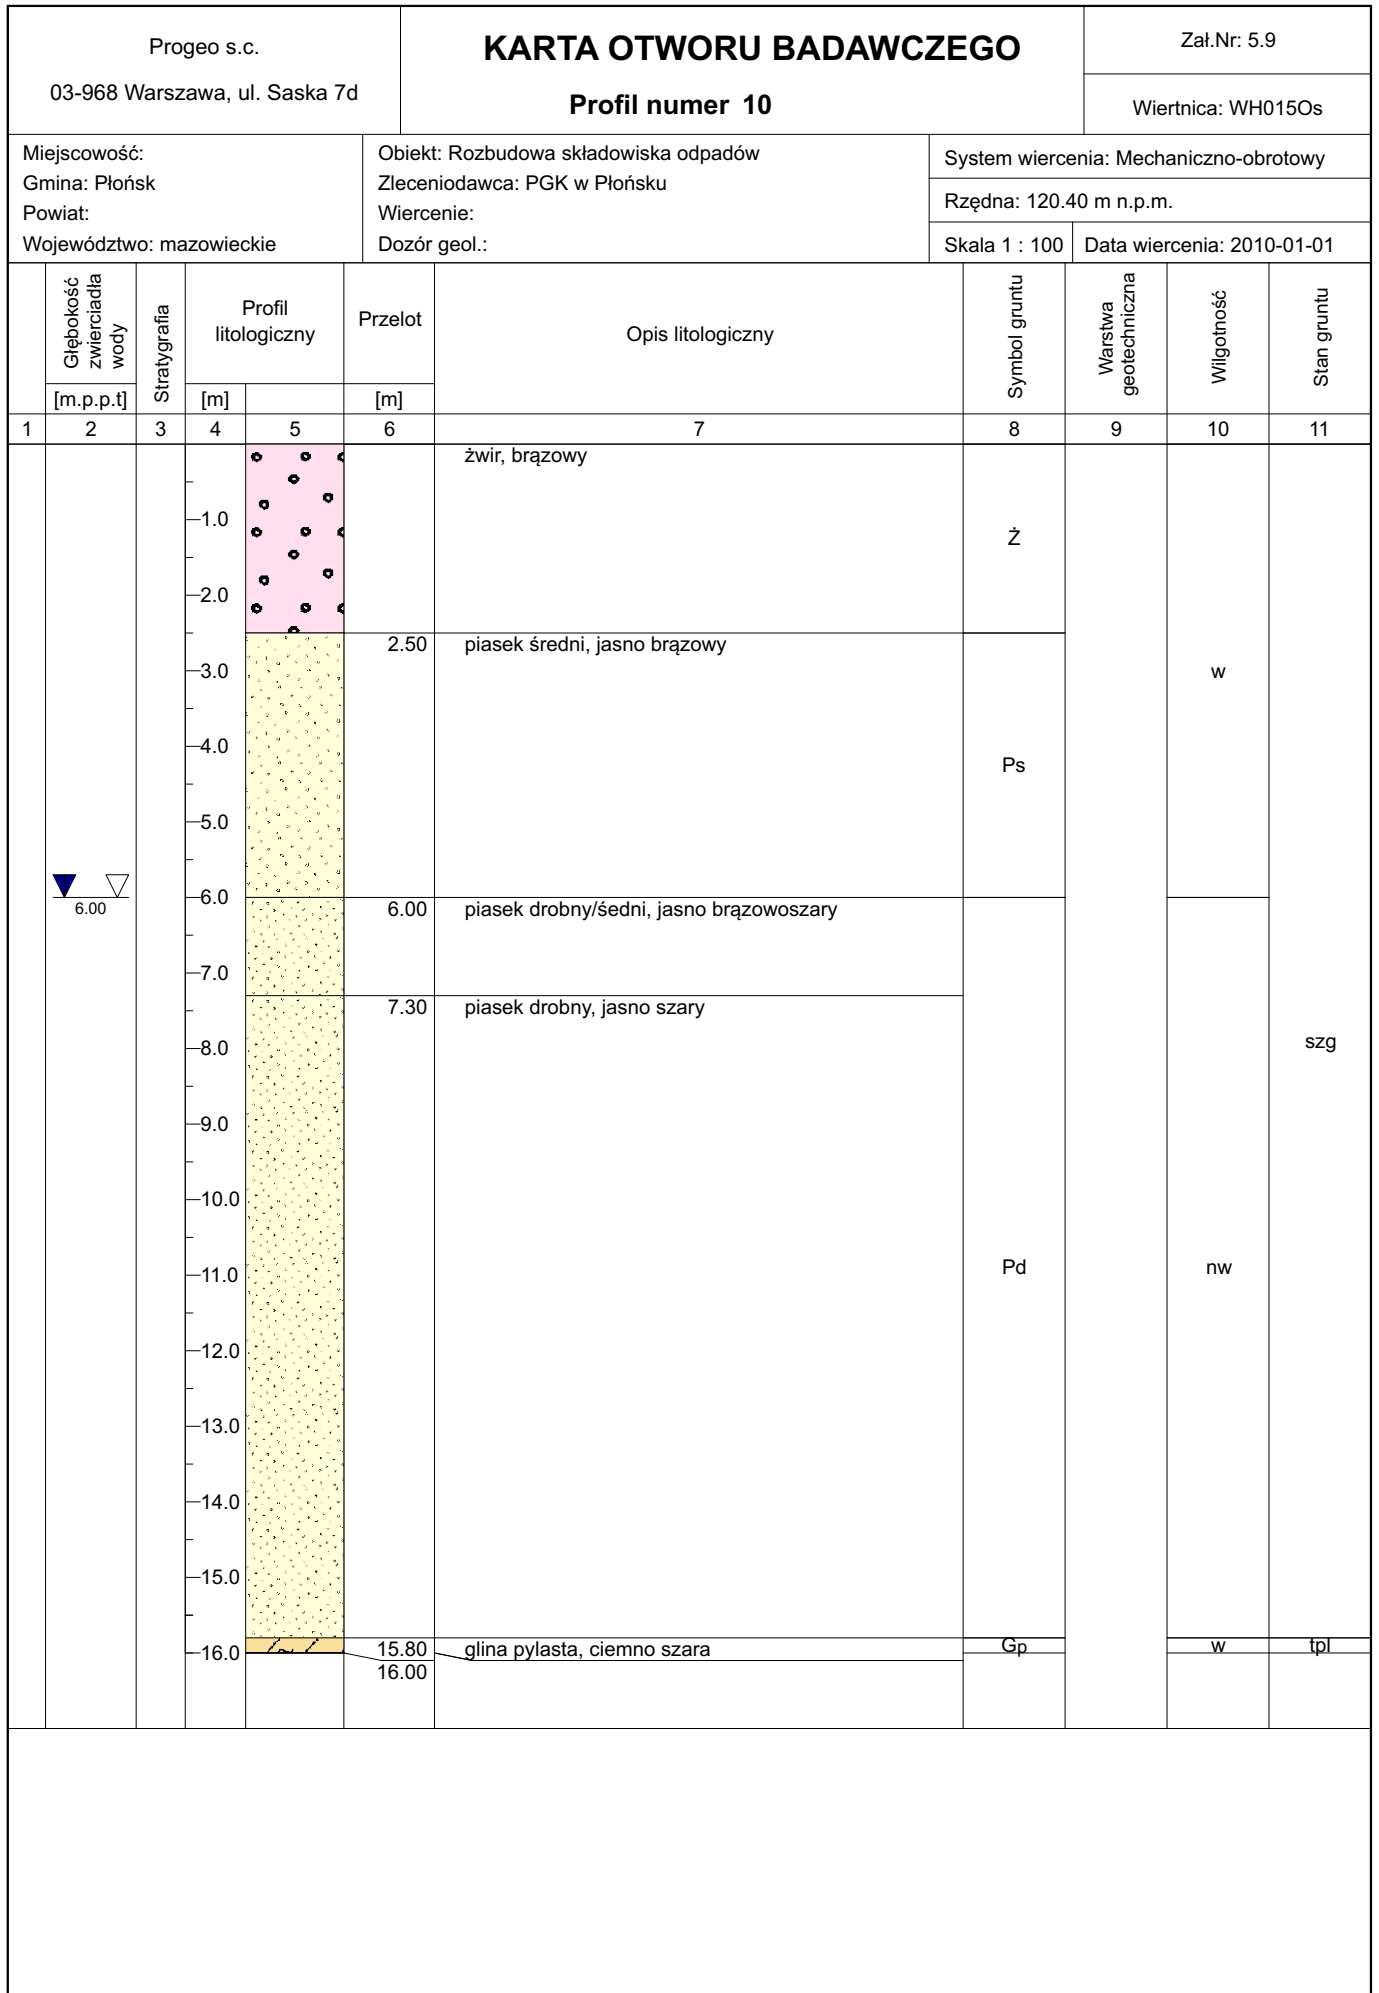 Progeo s.c.
03-968 Warszawa, ul. Saska 7d
KARTA OTWORU BADAWCZEGO
Profil numer 10
Zał.Nr: 5.9
Wiertnica: WH015Os
Miejscowość:
Gmina: Płońsk
Powiat:
Województwo: mazowieckie
Obiekt: Rozbudowa składowiska odpadów
Zleceniodawca: PGK w Płońsku
Wiercenie:
Dozór geol.:
System wiercenia: Mechaniczno-obrotowy
Rzędna: 120.40 m n.p.m.
Skala 1 : 100
Data wiercenia: 2010-01-01
Głębokość
zwierciadła
wody
[m.p.p.t]
Stratygrafia
Profil
litologiczny
[m]
Przelot
[m]
Opis litologiczny
Symbol gruntu
Warstwa
geotechniczna
Wilgotność
Stan gruntu
1 2 3 4 5 6 7 8 9 10 11
żwir, brązowy
1.0
Ż
2.0
2.50 piasek średni, jasno brązowy
3.0
w
4.0
Ps
5.0
6.0
6.00
6.00 piasek drobny/śedni, jasno brązowoszary
7.0
7.30 piasek drobny, jasno szary
8.0
szg
9.0
10.0
11.0
Pd
nw
12.0
13.0
14.0
15.0
16.0
15.80 glina pylasta, ciemno szara
Gp
w
tpl
16.00